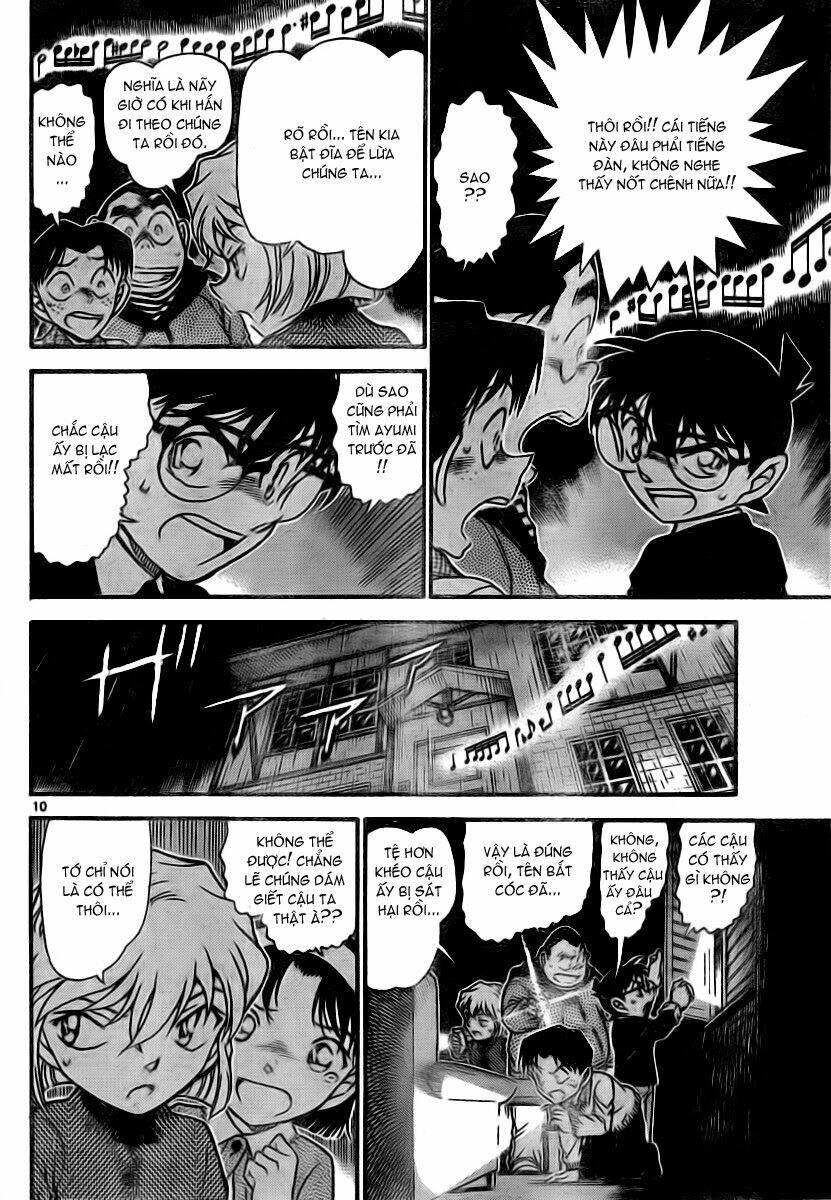 THÔI RỒI!! CÁI TIẾNG
NÀY ĐÂU PHẢI TIẾNG
ĐÀN, KHÔNG NGHE
THẤY NỐT CHÊNH NỮA!!
SAO
??
RÕ RỒI... TÊN KIA
BẬT ĐĨA ĐỂ LỪA
CHÚNG TA...
NGHĨA LÀ NÃY
GIỜ CÓ KHI HẮN
ĐI THEO CHÚNG
TA RỒI ĐÓ.
KHÔNG
THỂ
NÀO
...
DÙ SAO
CŨNG PHẢI
TÌM AYUMI
TRƯỚC ĐÃ
!!
CHẮC CẬU
ẤY BỊ LẠC
MẤT RỒI!!
ザァァ
10
CÁC CẬU
CÓ THẤY
GÌ KHÔNG
?!
KHÔNG,
KHÔNG
THẤY CẬU
ẤY ĐÂU
CẢ?
VẬY LÀ ĐÚNG
RỒI, TÊN BẮT
CÓC ĐÃ...
TỆ HƠN
KHÉO CẬU
ẤY BỊ SÁT
HẠI RỒI...
KHÔNG THỂ
ĐƯỢC! CHẲNG
LẼ CHÚNG DÁM
GIẾT CẬU TA
THẬT À??
TỚ CHỈ NÓI
LÀ CÓ THỂ
THÔI...